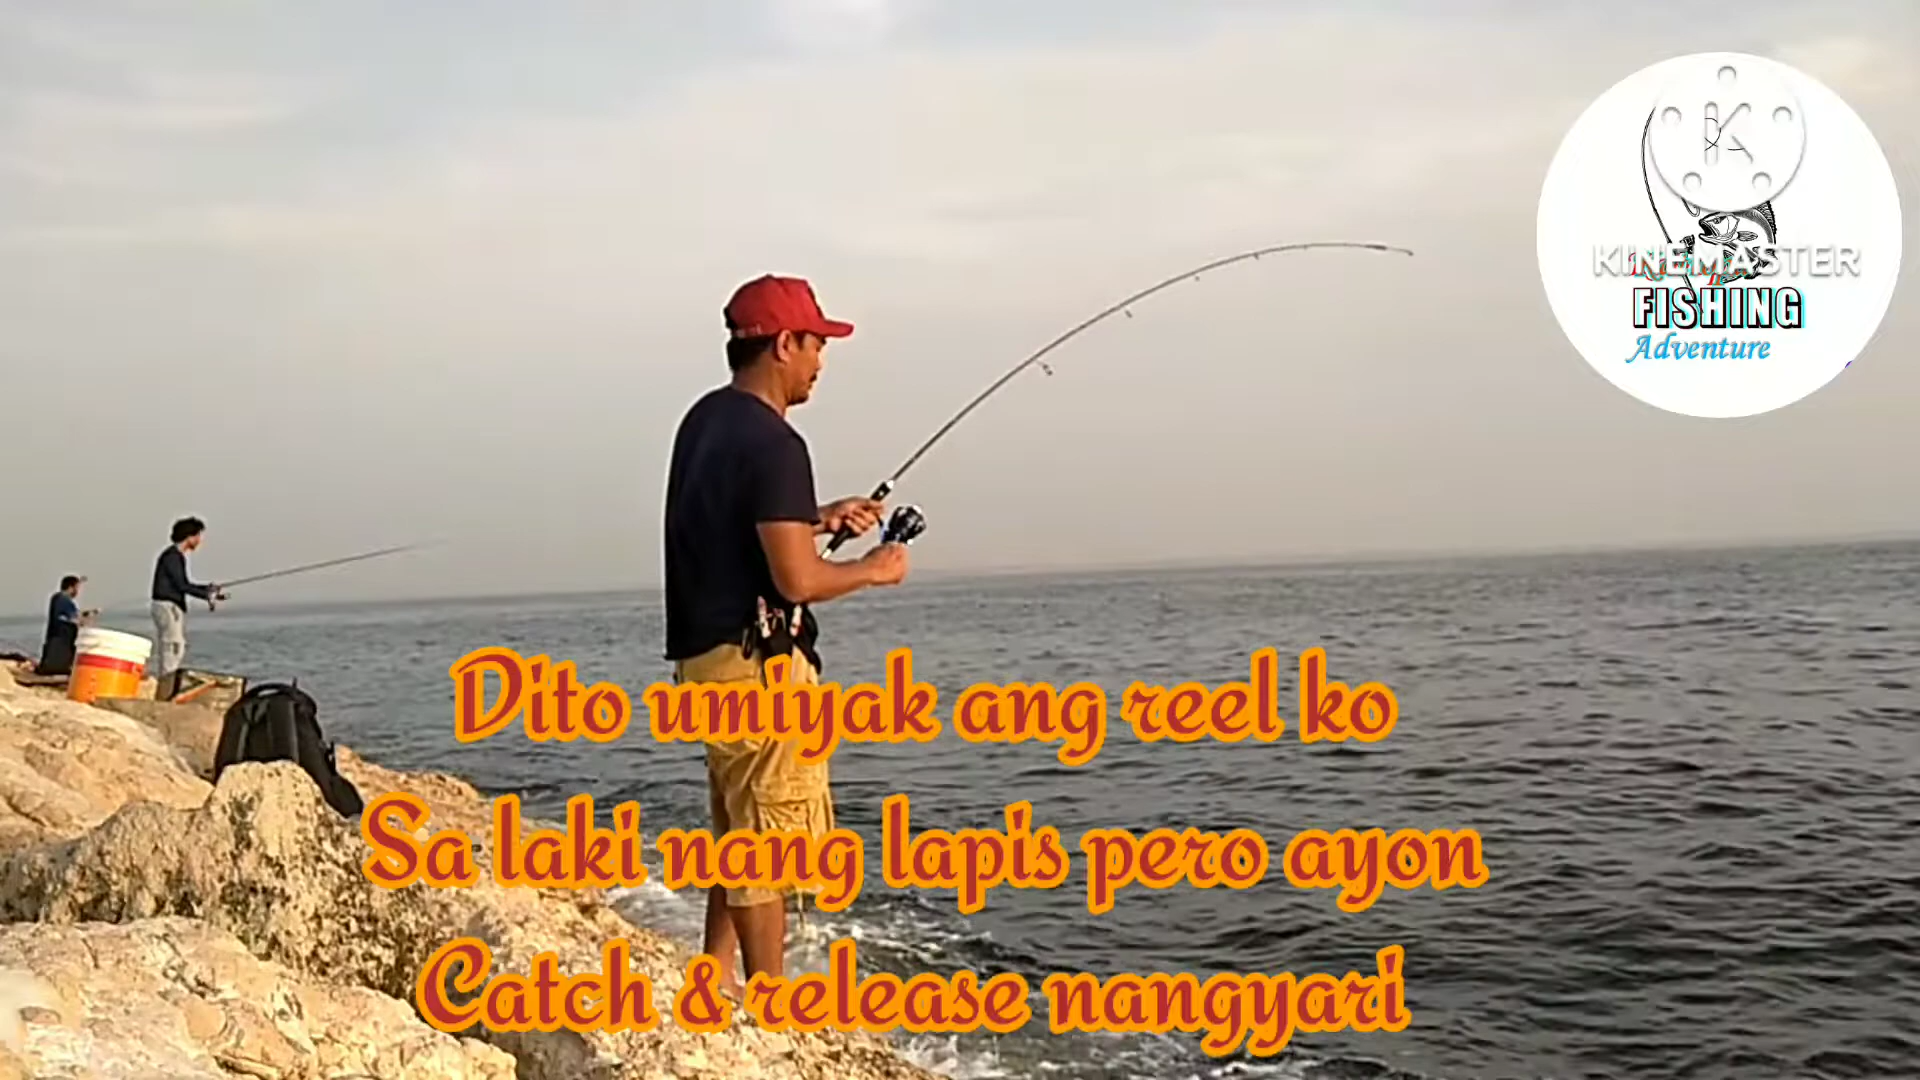 KINEMASTER
FISHING
Adventure
Dito umiyak ang reel ko
Sa laki nang lapis pero ayon
Catch & release nangyari